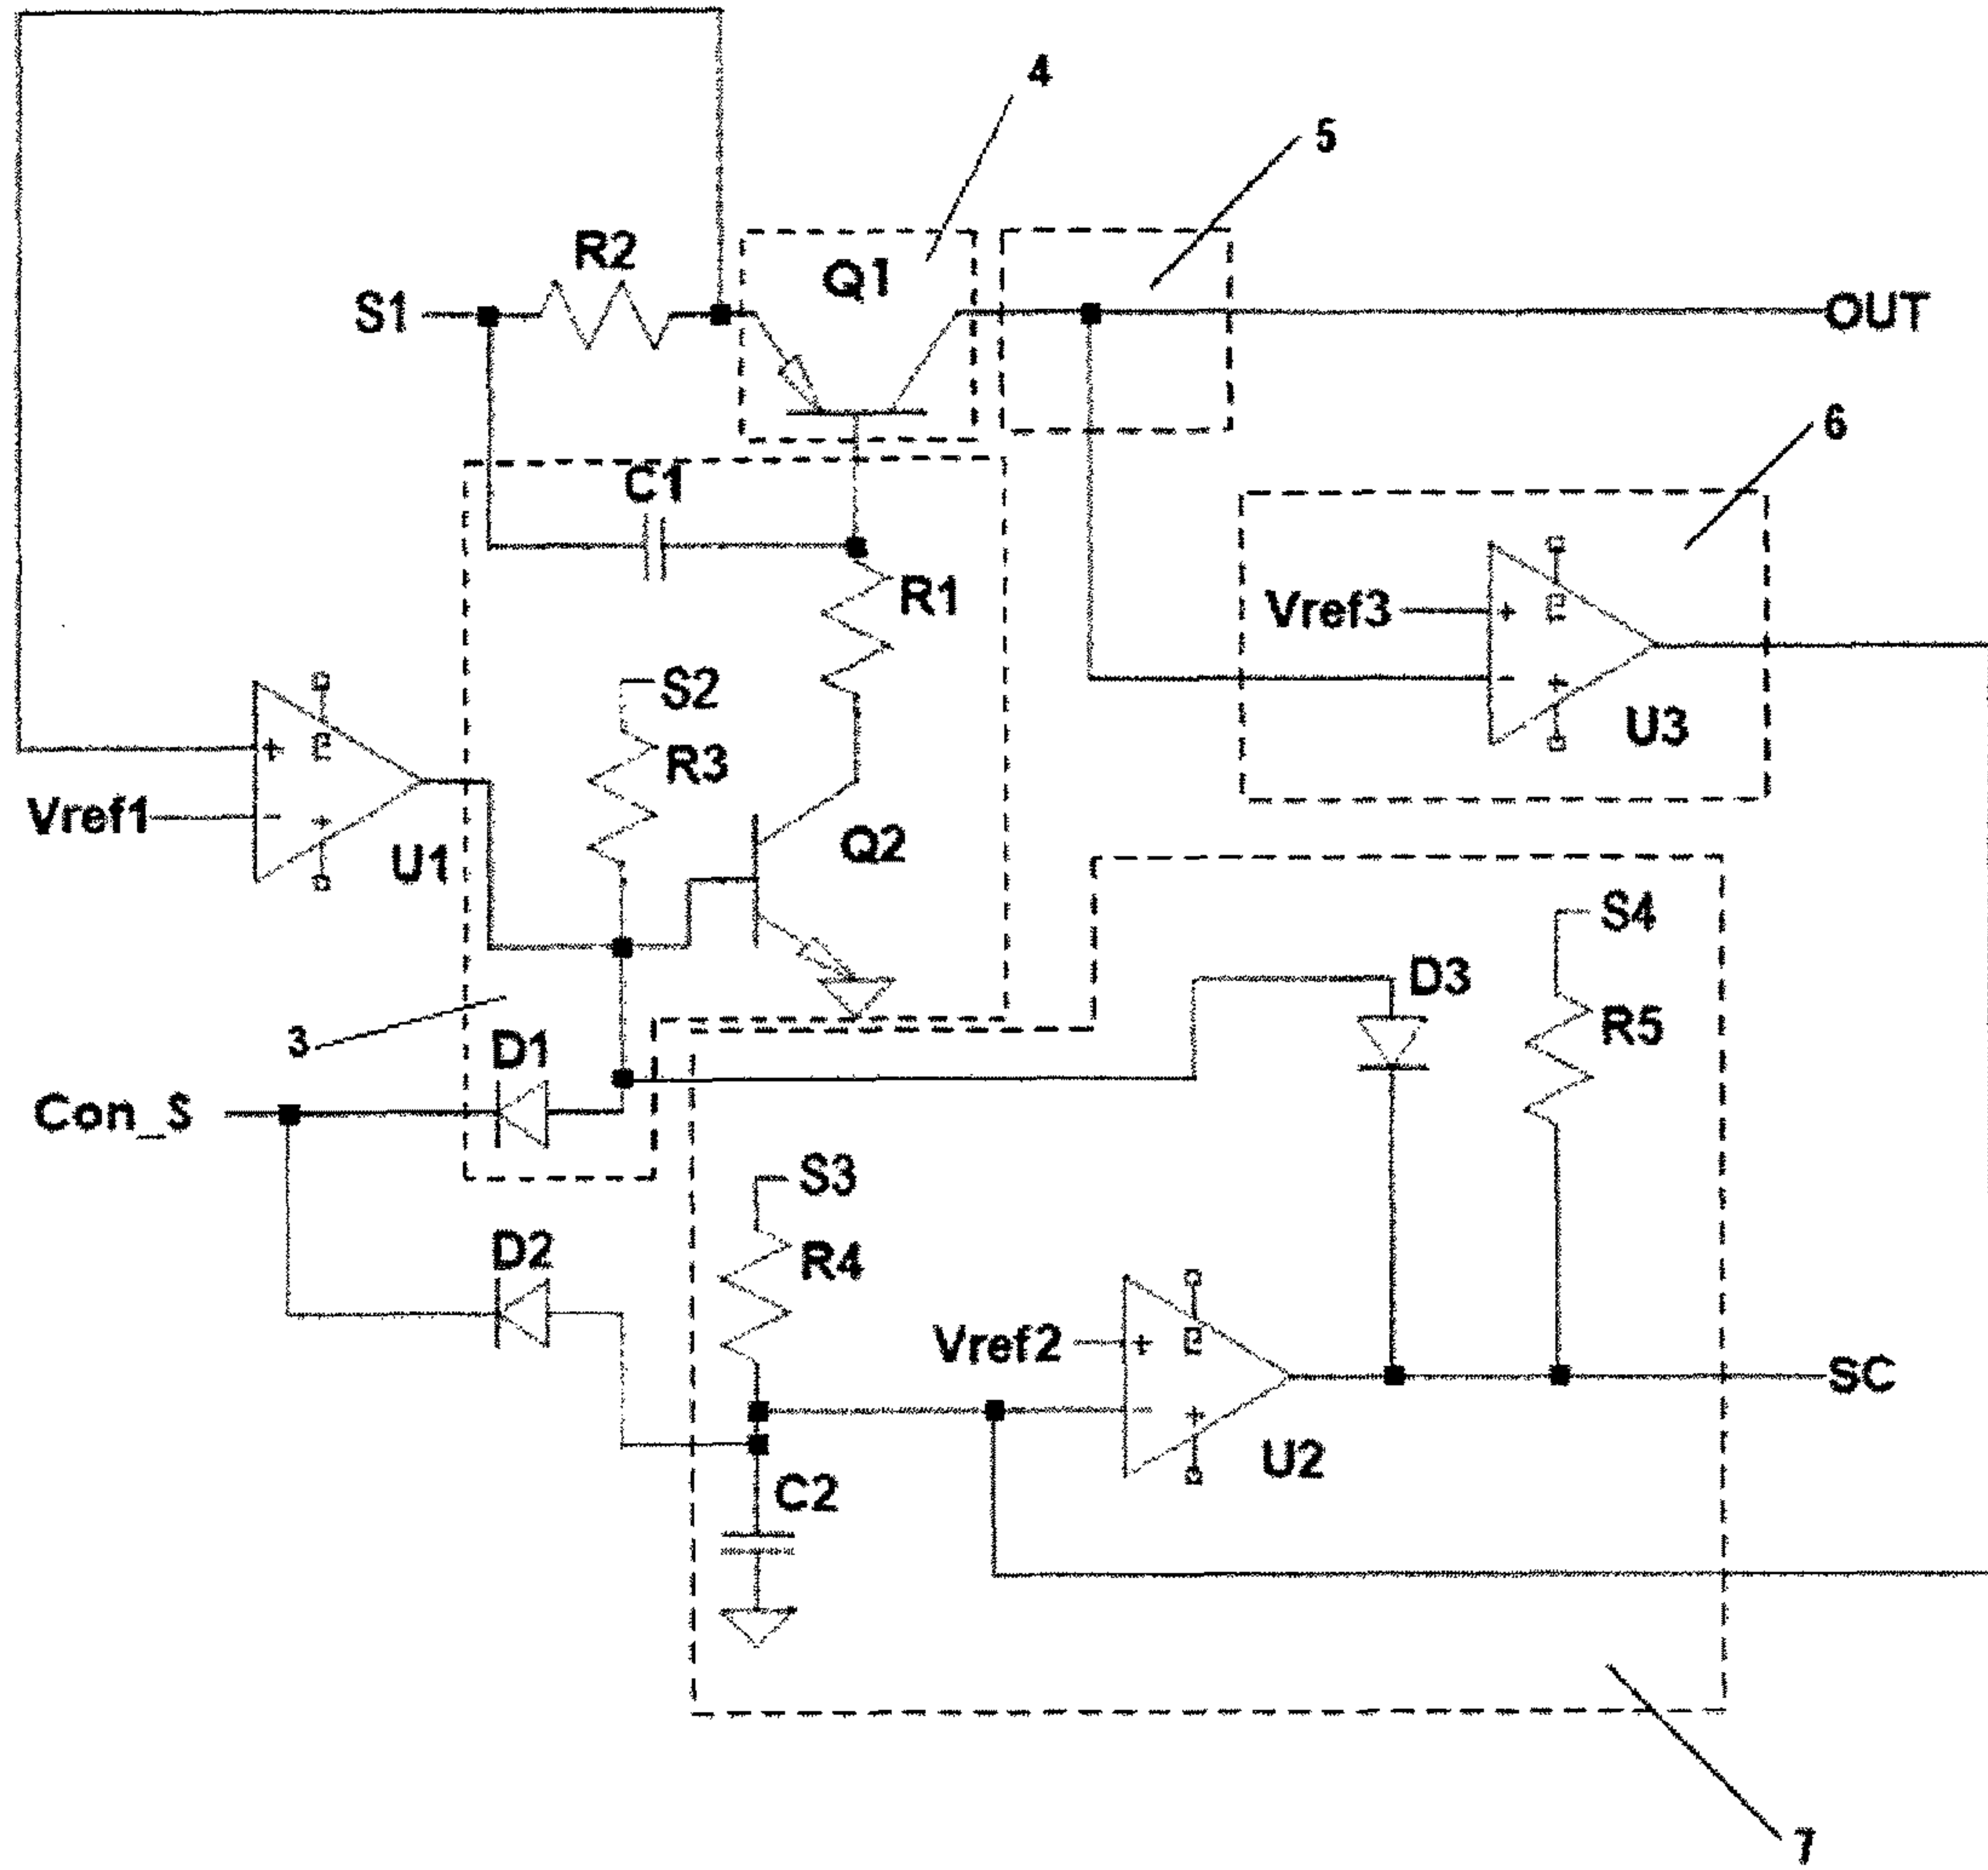 4
5
R2
Q1
S1
OUT
6
C1
R1
Vref3
+
-
+
U3
S2
R3
+
Vref1
-
+
U1
Q2
S4
D3
R5
3
D1
Con_S
S3
D2
R4
Vref2
+
-
+
SC
U2
C2
7